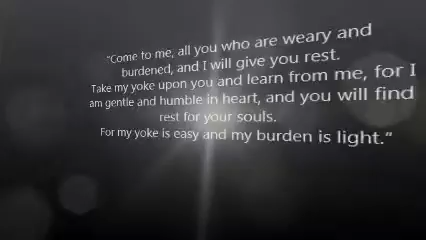 "Come to me, all you who are weary and
burdened, and I will give you rest.
Take my yoke upon you and learn from me, for I
am gentle and humble in heart, and you will find
rest for your souls.
For my yoke is easy and my burden is light."